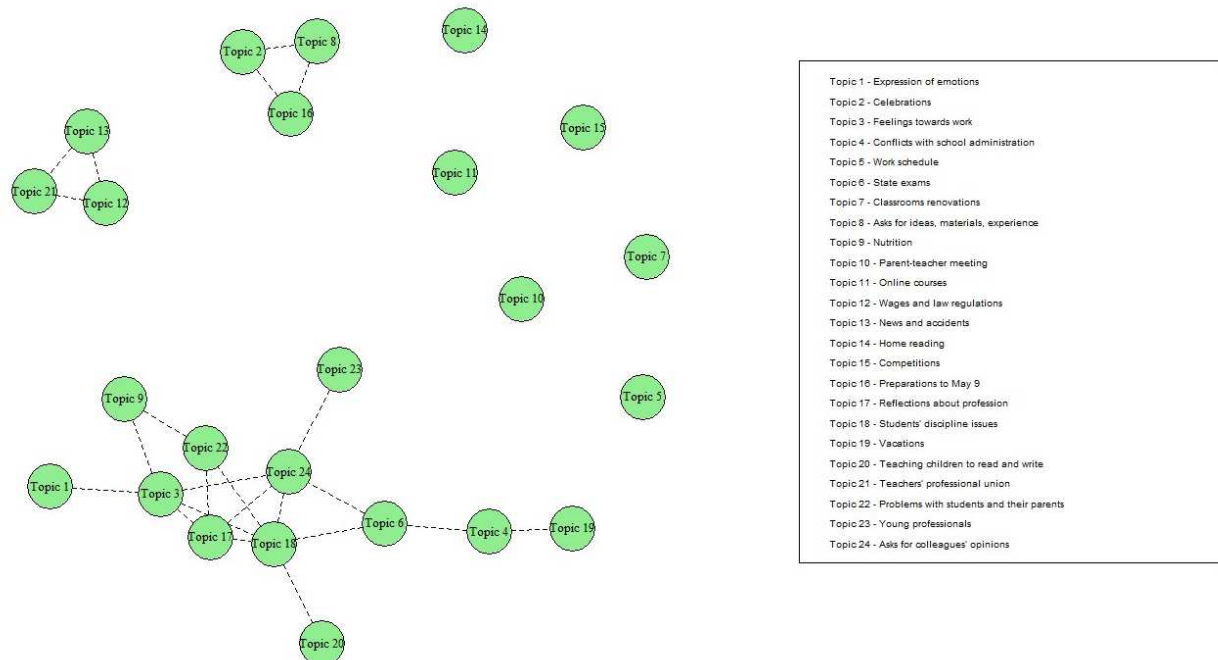 Topic 14
Topic 8
Topic 2
Topic 16
Topic 15
Topic 13
Topic 11
Topic 21
Topic 12
Topic 7
Topic 10
Topic 23
Topic 5
Topic 9
Topic 22
Topic 24
Topic 1
Topic 3
Topic 6
Topic 19
Topic 4
Topic 17
Topic 18
Topic 20
Topic 1 - Expression of emotions
Topic 2 - Celebrations
Topic 3 - Feelings towards work
Topic 4 - Conflicts with school administration
Topic 5 - Work schedule
Topic 6 - State exams
Topic 7 - Classrooms renovations
Topic 8 - Asks for ideas, materials, experience
Topic 9 - Nutrition
Topic 10 - Parent-teacher meeting
Topic 11 - Online courses
Topic 12 - Wages and law regulations
Topic 13 - News and accidents
Topic 14 - Home reading
Topic 15 - Competitions
Topic 16 - Preparations to May 9
Topic 17 - Reflections about profession
Topic 18 - Students' discipline issues
Topic 19 - Vacations
Topic 20 - Teaching children to read and write
Topic 21 - Teachers' professional union
Topic 22 - Problems with students and their parents
Topic 23 - Young professionals
Topic 24 - Asks for colleagues' opinions